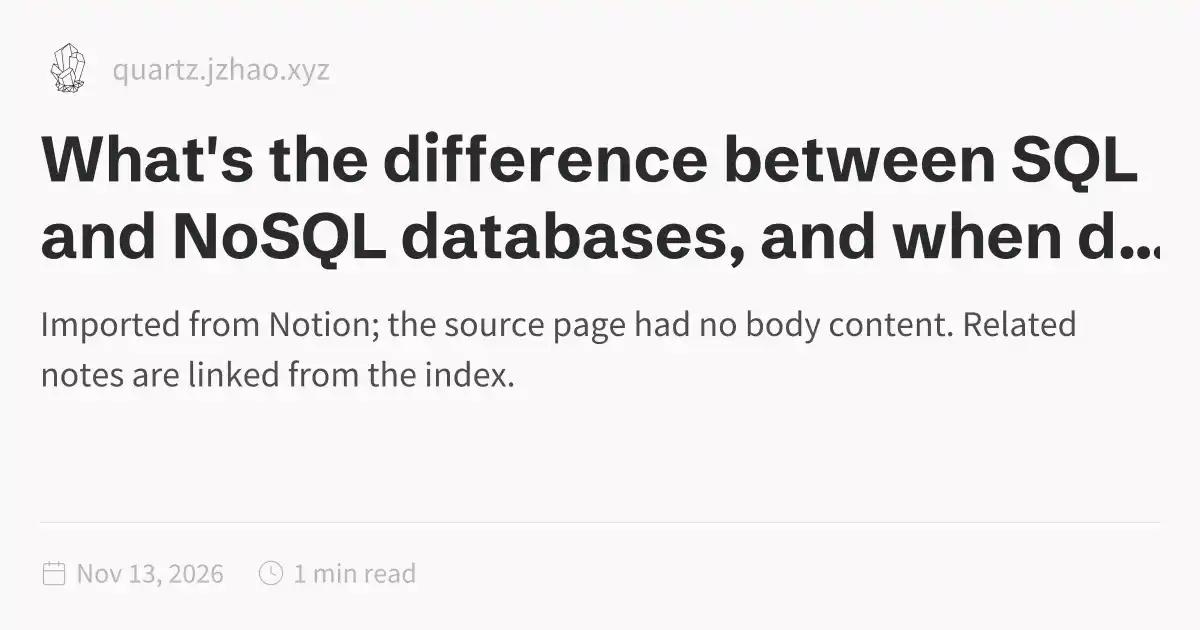 quartz.jzhao.xyz
What's the difference between SQL
and NoSQL databases, and when d...
Imported from Notion; the source page had no body content. Related
notes are linked from the index.
Nov 13, 2026 1 min read